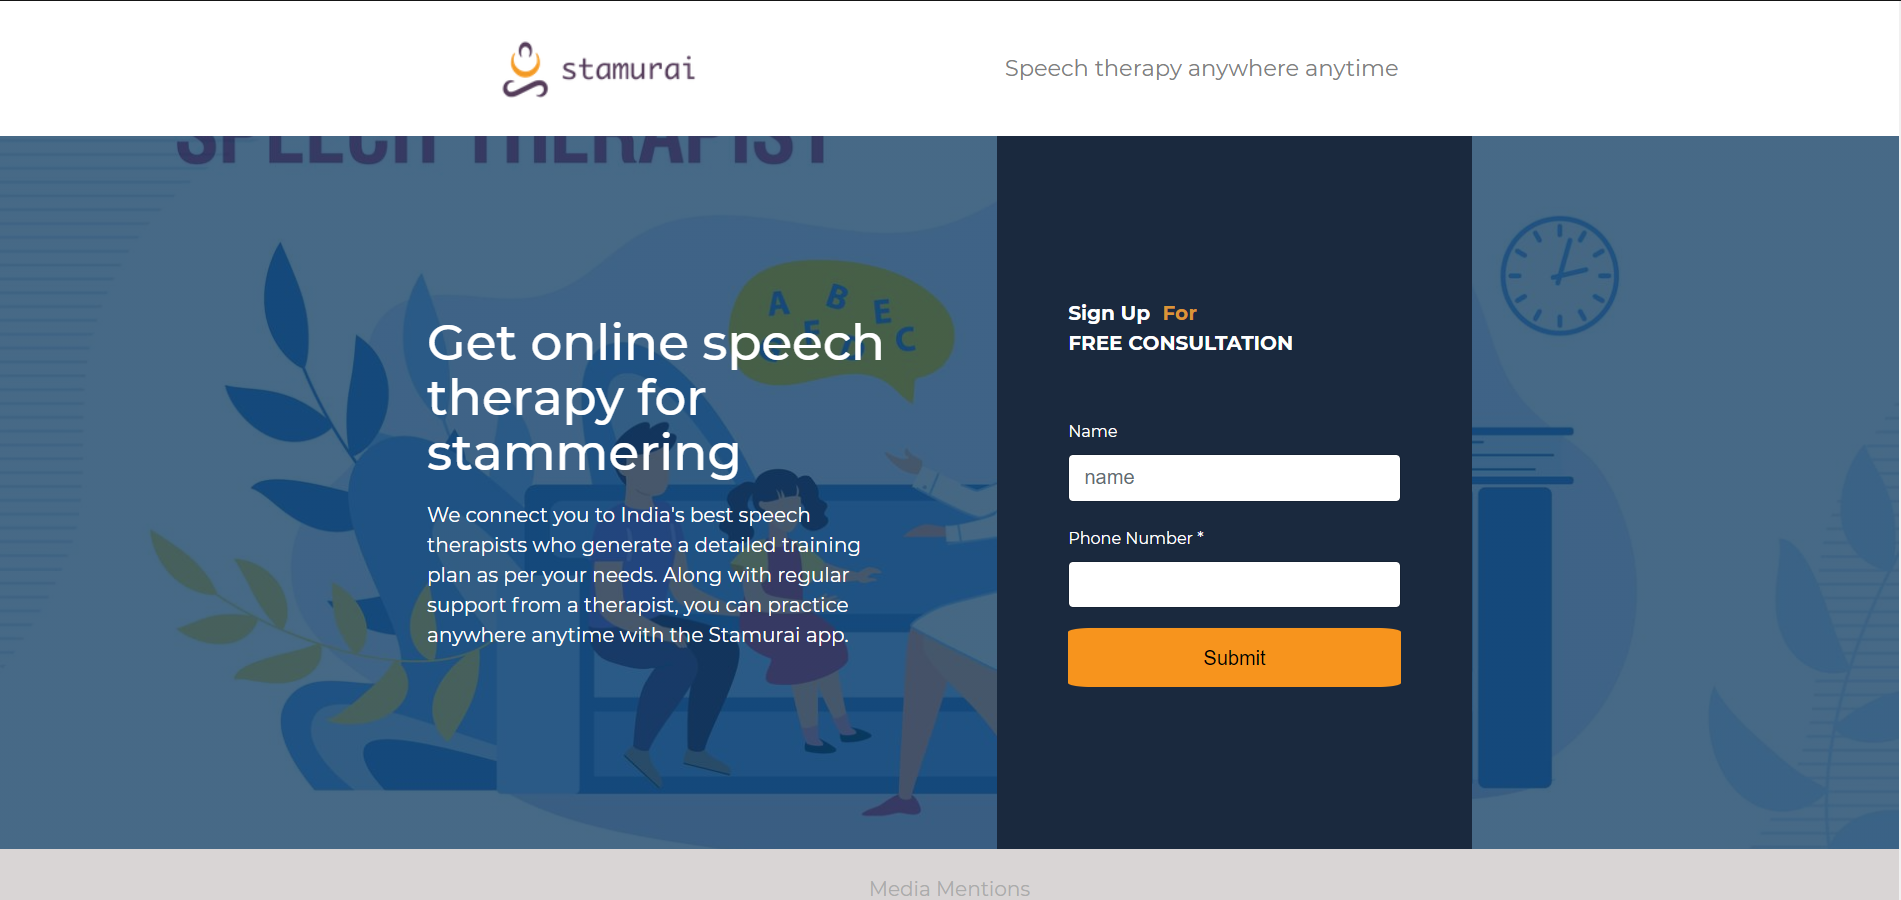 stamurai
Speech therapy anywhere anytime
SPEECH THERAPIST
A B E C
Get online speech
therapy for
stammering
We connect you to India's best speech
therapists who generate a detailed training
plan as per your needs. Along with regular
support from a therapist, you can practice
anywhere anytime with the Stamurai app.
Sign Up For
FREE CONSULTATION
Name
name
Phone Number *
Submit
Media Mentions